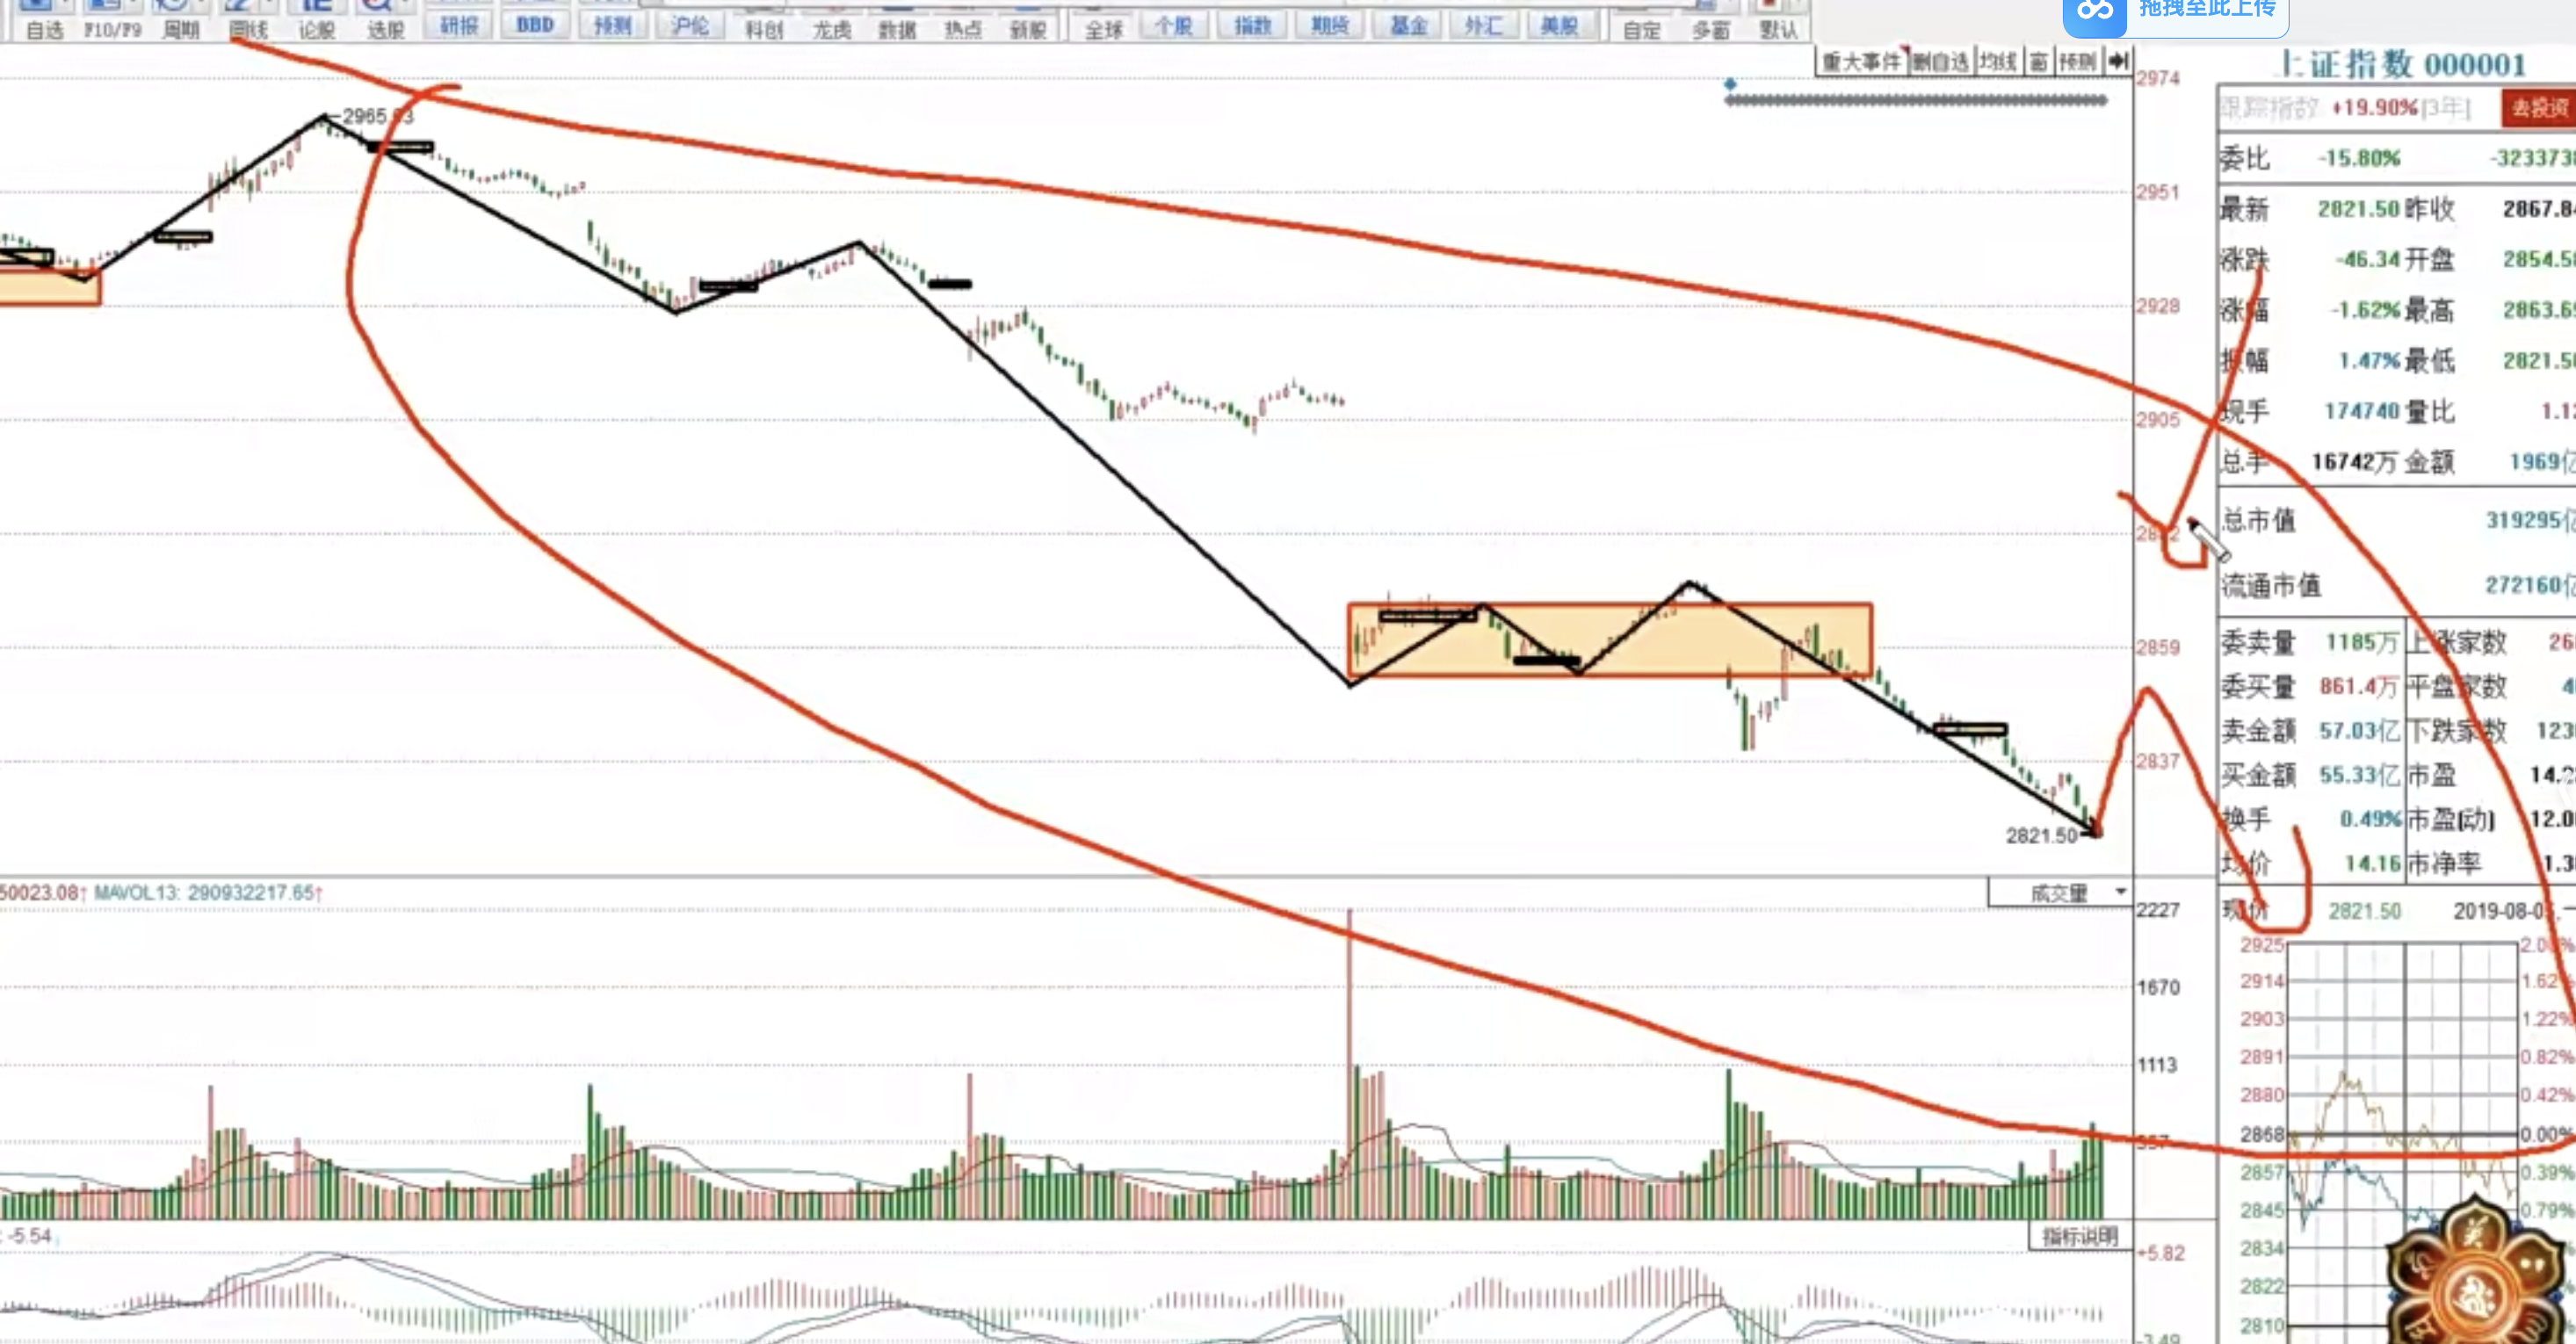 拖拽至此上传
自选 F10/F9 周期 画线 论股 选股 研报 BBD 预测 沪伦 科创 龙虎 数据 热点 新股 全球 个股 指数 期货 基金 外汇 美股 自定 多窗 默认
重大事件 删自选 均线 窗 预测
上证指数 000001
跟踪指数 +19.90% [3年] 去投资
委比 -15.80% -3233738
最新 2821.50 昨收 2867.84
涨跌 -46.34 开盘 2854.58
涨幅 -1.62% 最高 2863.69
振幅 1.47% 最低 2821.50
现手 174740 量比 1.12
总手 16742万 金额 1969亿
总市值 319295亿
流通市值 272160亿
委卖量 1185万 上涨家数 26
委买量 861.4万 平盘家数 4
卖金额 57.03亿 下跌家数 123
买金额 55.33亿 市盈 14.2
换手 0.49% 市盈(动) 12.0
均价 14.16 市净率 1.3
现价 2821.50 2019-08-0
2974
2965
2951
2928
2905
2859
2837
2821.50
50023.08↑ MAVOL13: 290932217.65↑
成交量
2227
1670
1113
: -5.54
指标说明
+5.82
-3.49
2925
2914 1.62%
2903 1.22%
2891 0.82%
2880 0.42%
2868 0.00%
2857 0.39%
2845 0.79%
2834
2822
2810